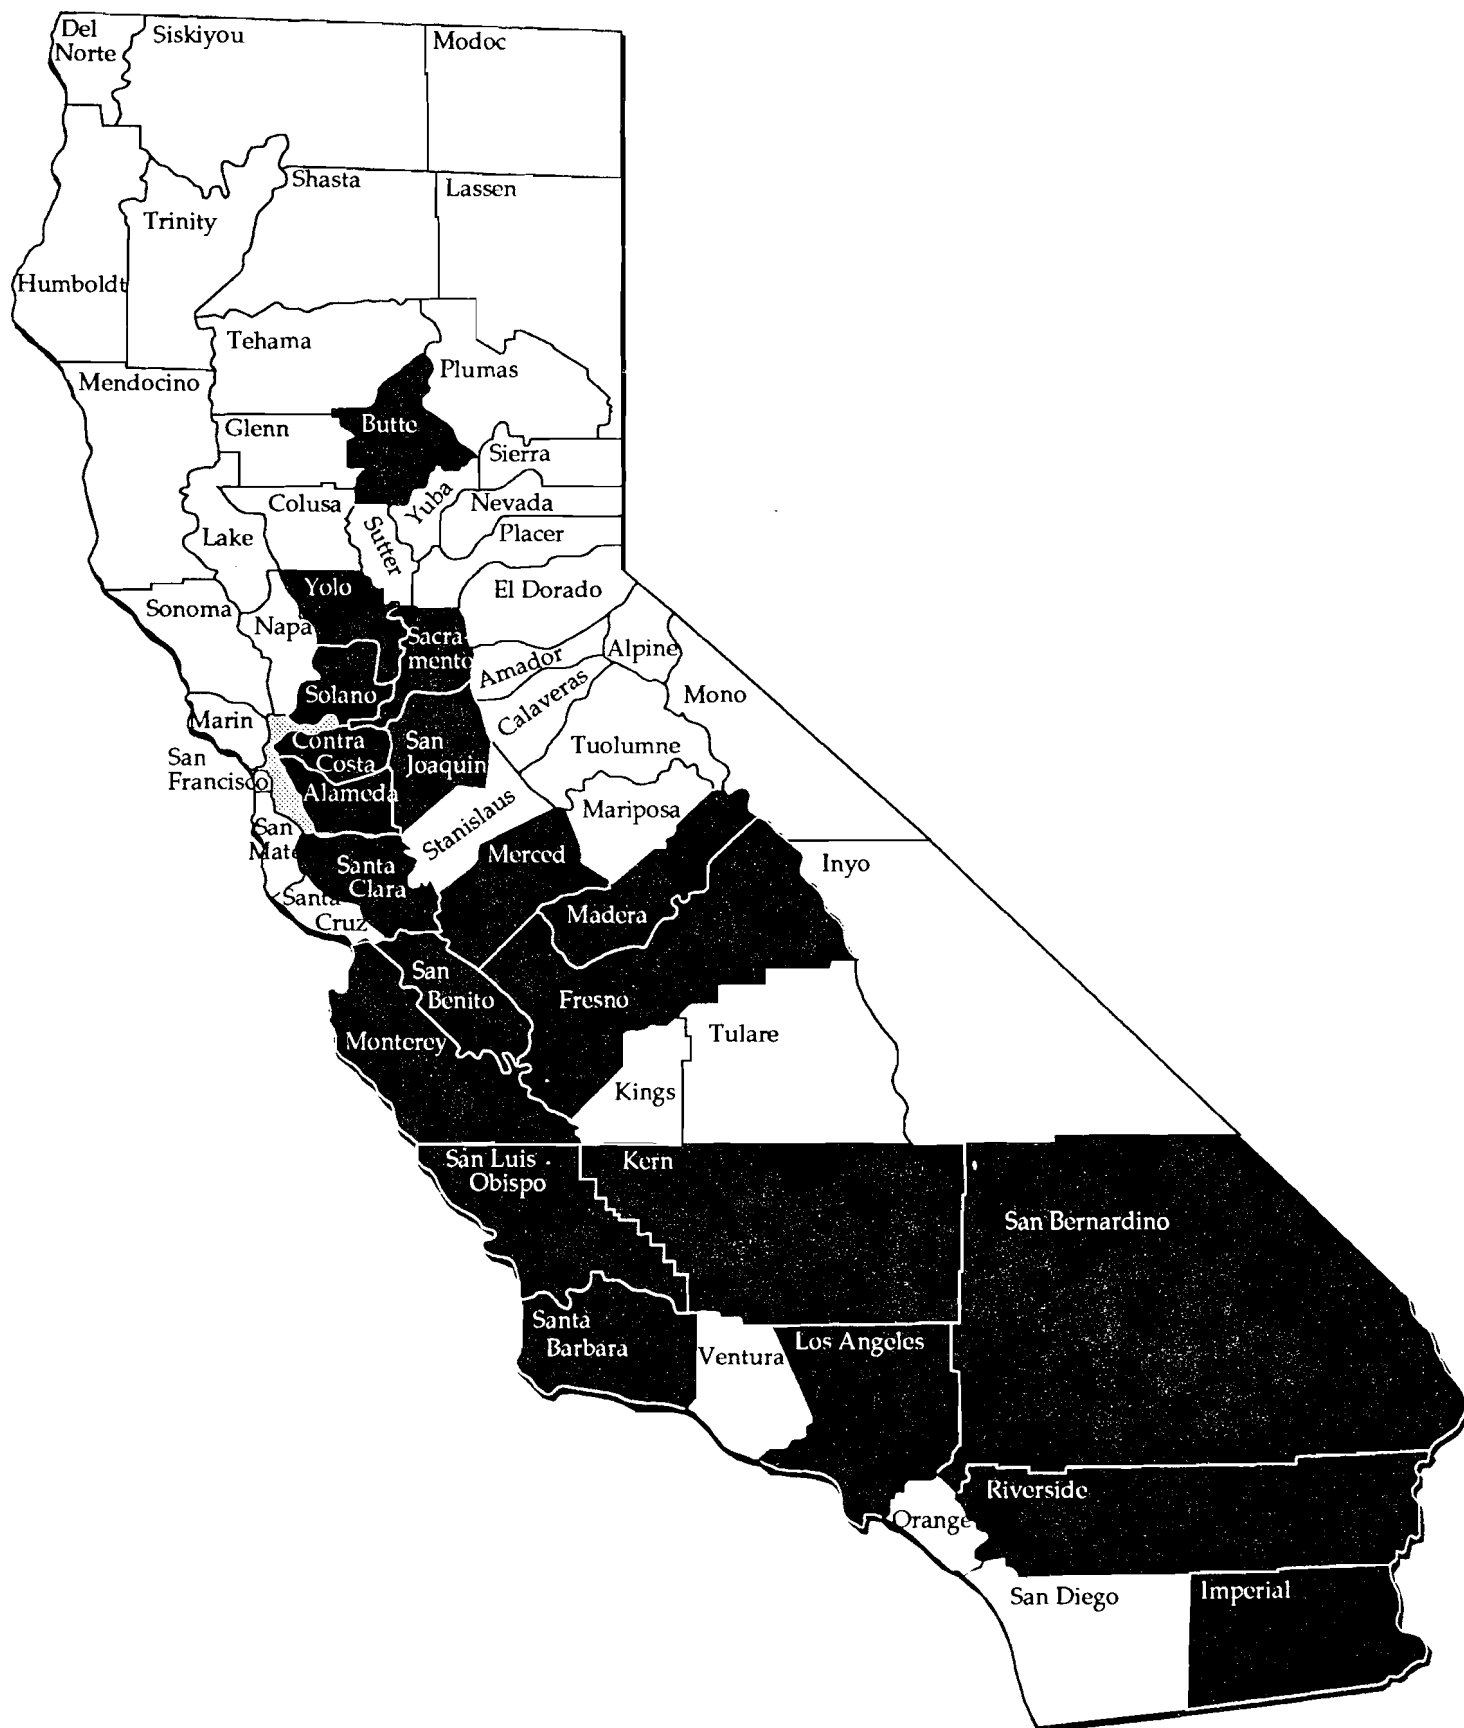 Del
Norte
Siskiyou
Modoc
Shasta
Lassen
Trinity
Humboldt
Tehama
Plumas
Mendocino
Butte
Glenn
Sierra
Yuba
Colusa
Nevada
Sutter
Placer
Lake
Yolo
El Dorado
Sonoma
Napa
Sacra-
mento
Amador
Alpine
Solano
Calaveras
Mono
Marin
Contra
Costa
San
Joaquin
Tuolumne
San
Francisco
Alameda
Stanislaus
Mariposa
San
Mate
Santa
Clara
Merced
Inyo
Santa
Cruz
Madera
San
Benito
Fresno
Tulare
Monterey
Kings
San Luis
Obispo
Kern
San Bernardino
Santa
Barbara
Ventura
Los Angeles
Riverside
Orange
San Diego
Imperial